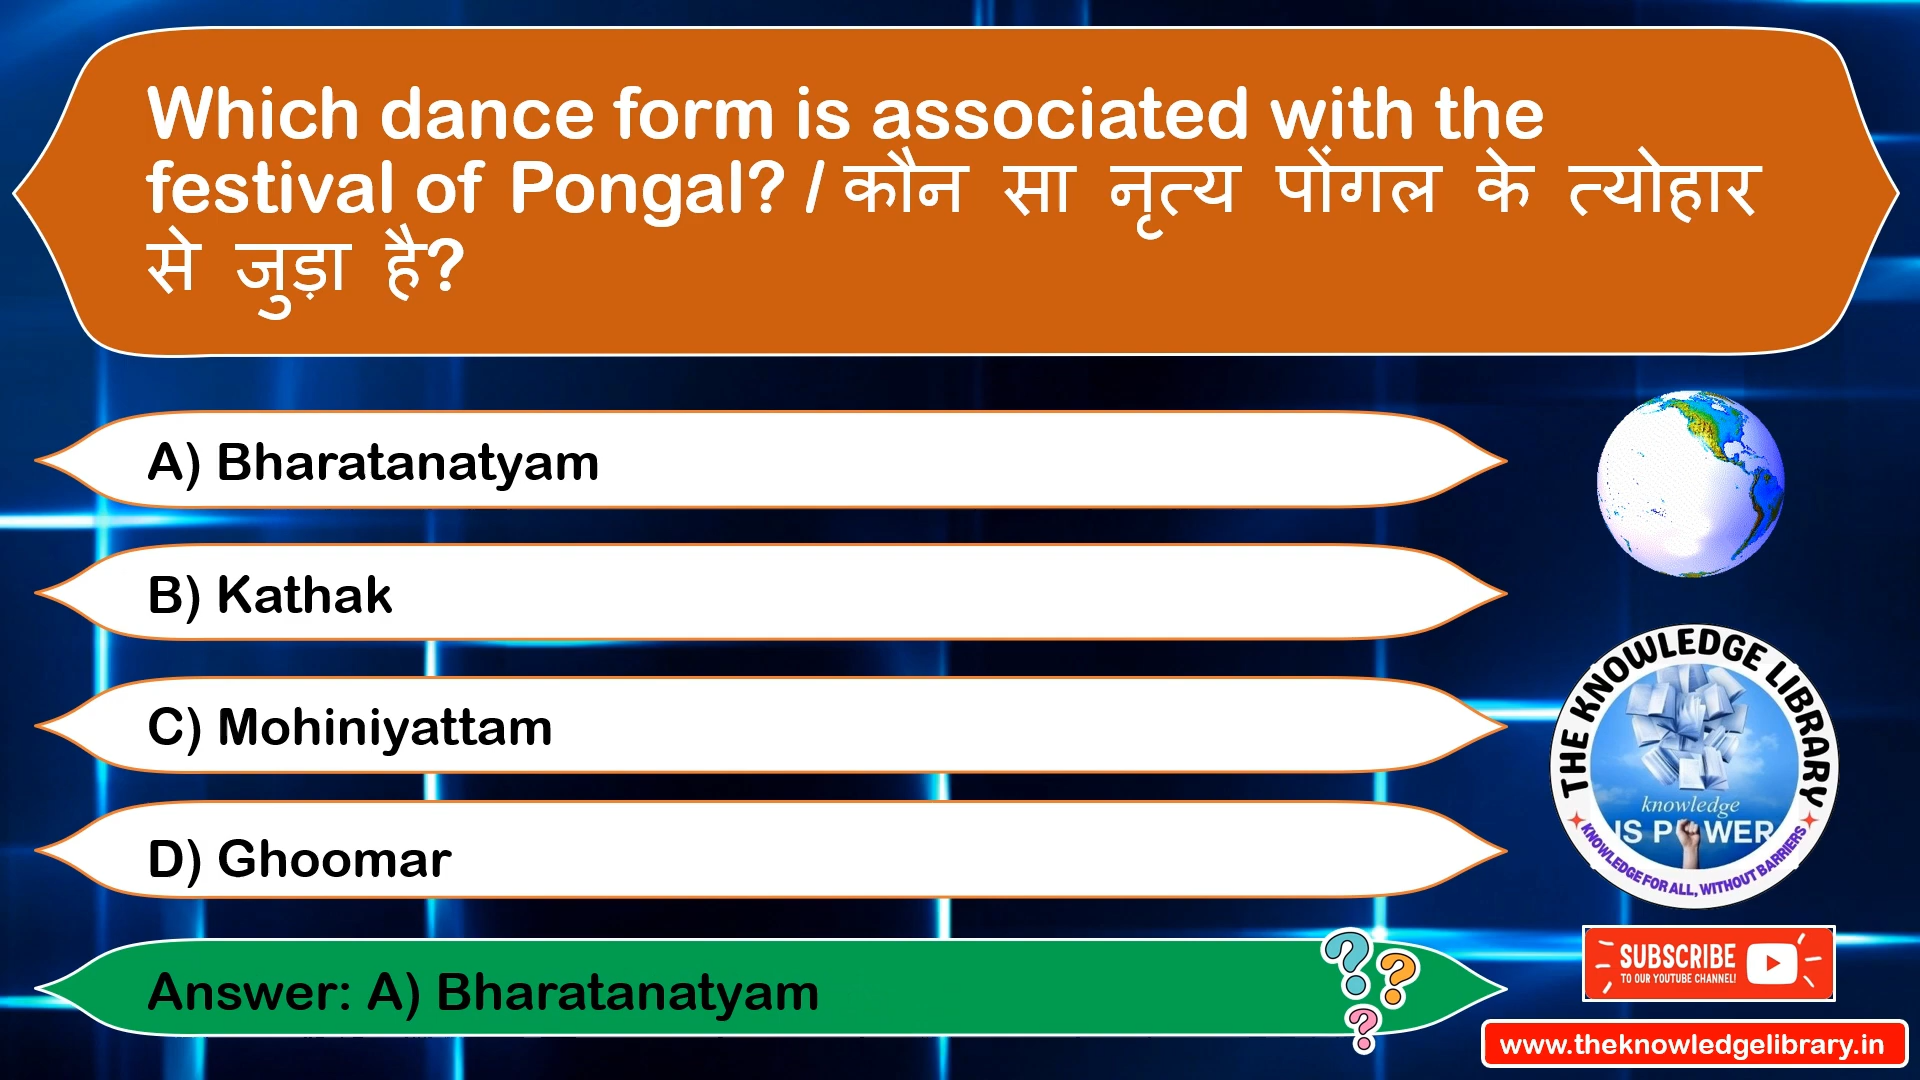 Which dance form is associated with the
festival of Pongal? / कौन सा नृत्य पोंगल के त्योहार
से जुड़ा है?
A) Bharatanatyam
B) Kathak
C) Mohiniyattam
D) Ghoomar
Answer: A) Bharatanatyam
THE KNOWLEDGE LIBRARY
knowledge
IS POWER
KNOWLEDGE FOR ALL, WITHOUT BARRIERS
SUBSCRIBE
TO OUR YOUTUBE CHANNEL!
www.theknowledgelibrary.in